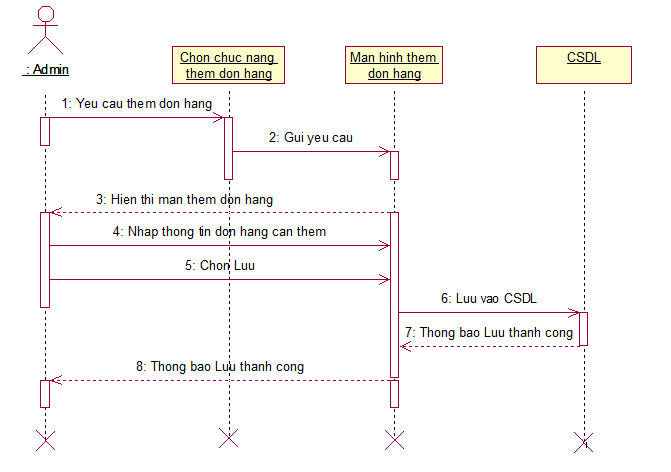 : Admin
Chon chuc nang
them don hang
Man hinh them
don hang
CSDL
1: Yeu cau them don hang
2: Gui yeu cau
3: Hien thi man them don hang
4: Nhap thong tin don hang can them
5: Chon Luu
6: Luu vao CSDL
7: Thong bao Luu thanh cong
8: Thong bao Luu thanh cong